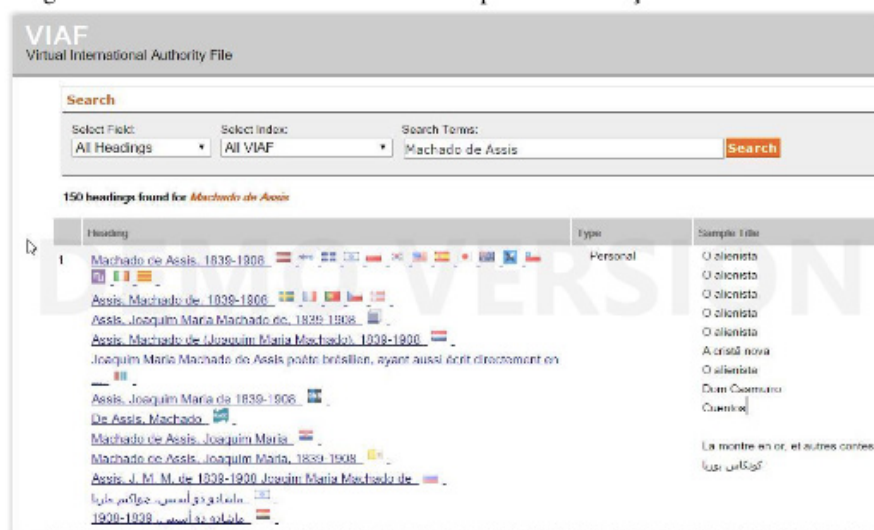 VIAF
Virtual International Authority File
Search
Select Field: Select Index: Search Terms:
All Headings All VIAF Machado de Assis Search
150 headings found for Machado de Assis
Heading Type Sample Title
1 Machado de Assis, 1839-1908 Personal O alienista
O alienista
O alienista
Assis, Machado de, 1839-1908 O alienista
Assis, Joaquim Maria Machado de, 1839-1908 O alienista
Assis, Machado de (Joaquim Maria Machado), 1839-1908 A cristã nova
Joaquim Maria Machado de Assis poète brésilien, ayant aussi écrit directement en O alienista
... Dom Casmurro
Assis, Joaquim Maria de 1839-1908 Cuentos
De Assis, Machado
Machado de Assis, Joaquim Maria
Machado de Assis, Joaquim Maria, 1839-1908 La montre en or, et autres contes
Assis, J. M. M. de 1839-1908 Joaquim Maria Machado de
1839-1908
DEMO VERSION